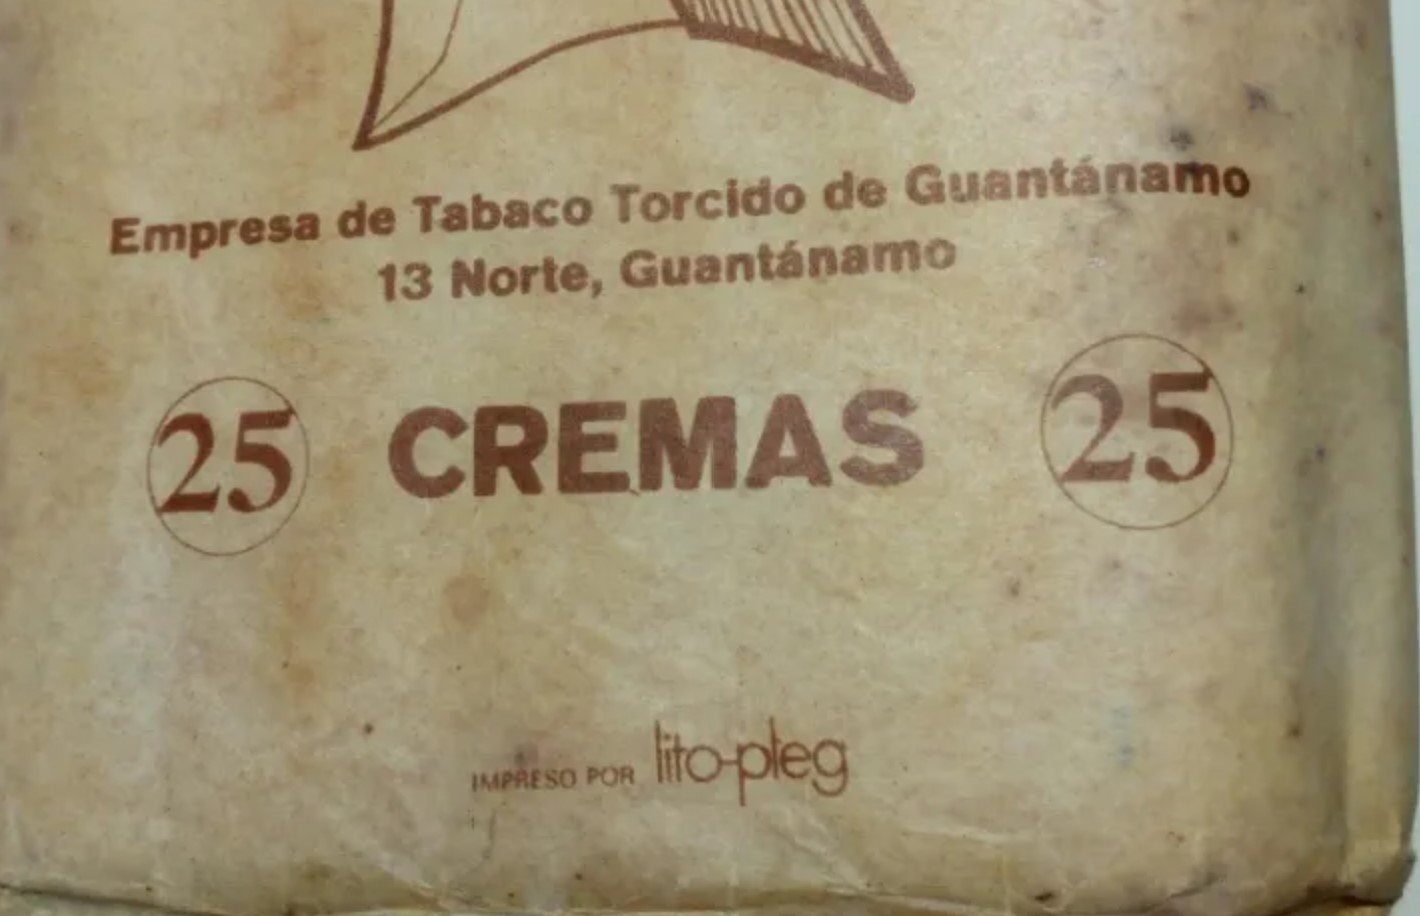 Empresa de Tabaco Torcido de Guantánamo
13 Norte, Guantánamo
25 CREMAS 25
IMPRESO POR lito-pleg